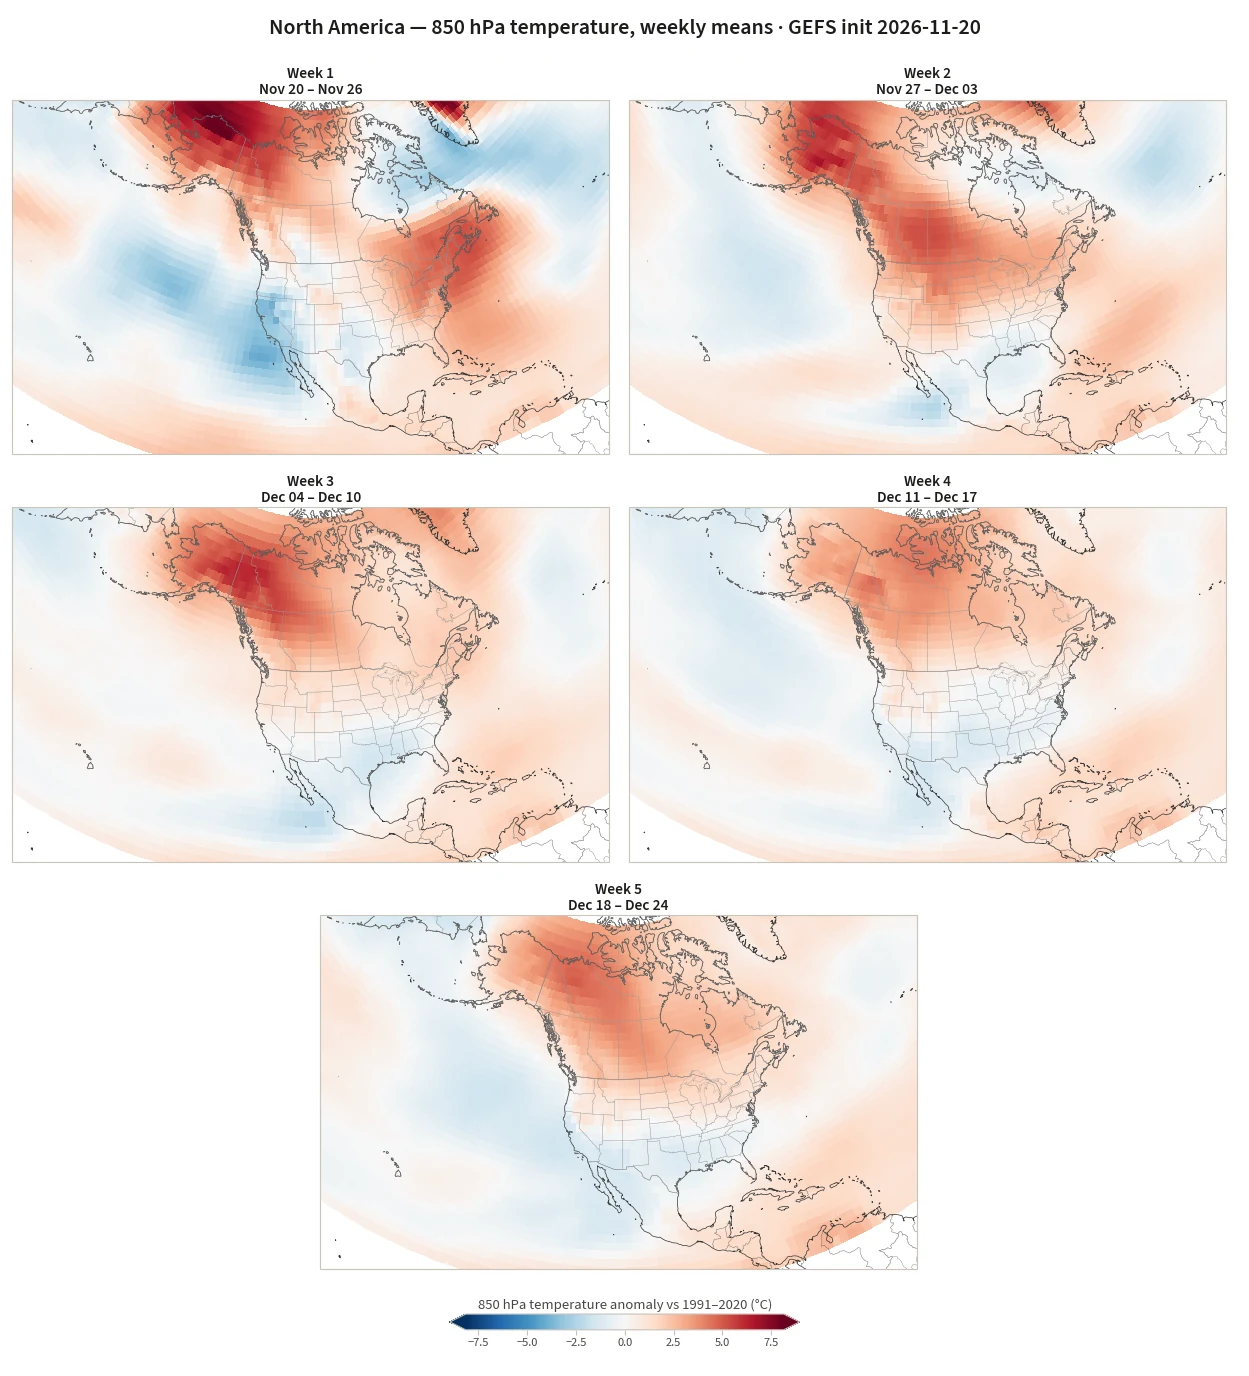 North America — 850 hPa temperature, weekly means · GEFS init 2026-11-20
Week 1
Nov 20 – Nov 26
Week 2
Nov 27 – Dec 03
Week 3
Dec 04 – Dec 10
Week 4
Dec 11 – Dec 17
Week 5
Dec 18 – Dec 24
850 hPa temperature anomaly vs 1991–2020 (°C)
−7.5 −5.0 −2.5 0.0 2.5 5.0 7.5